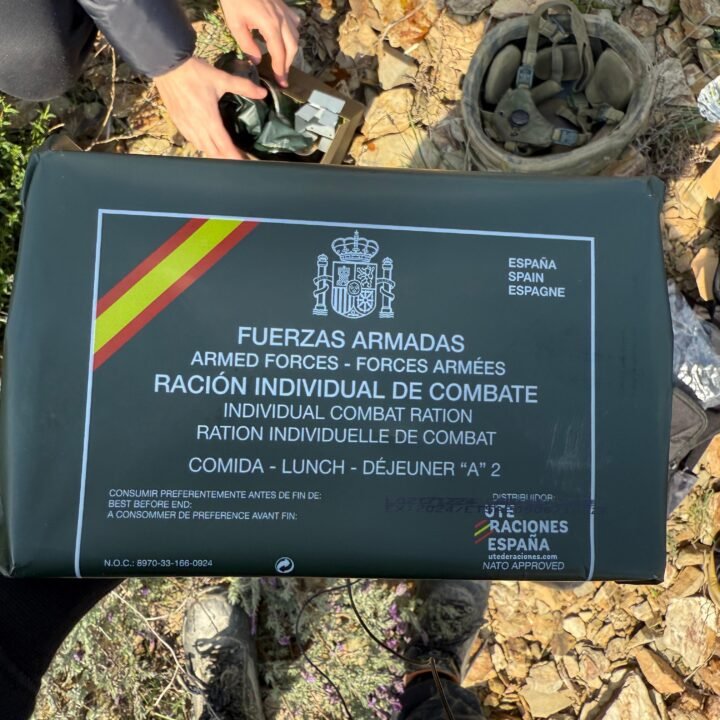 ESPAÑA
SPAIN
ESPAGNE
FUERZAS ARMADAS
ARMED FORCES - FORCES ARMÉES
RACIÓN INDIVIDUAL DE COMBATE
INDIVIDUAL COMBAT RATION
RATION INDIVIDUELLE DE COMBAT
COMIDA - LUNCH - DÉJEUNER "A" 2
CONSUMIR PREFERENTEMENTE ANTES DE FIN DE:
BEST BEFORE END:
A CONSOMMER DE PREFERENCE AVANT FIN:
DISTRIBUIDOR:
UTE
RACIONES
ESPAÑA
utederaciones.com
NATO APPROVED
N.O.C.: 8970-33-166-0924